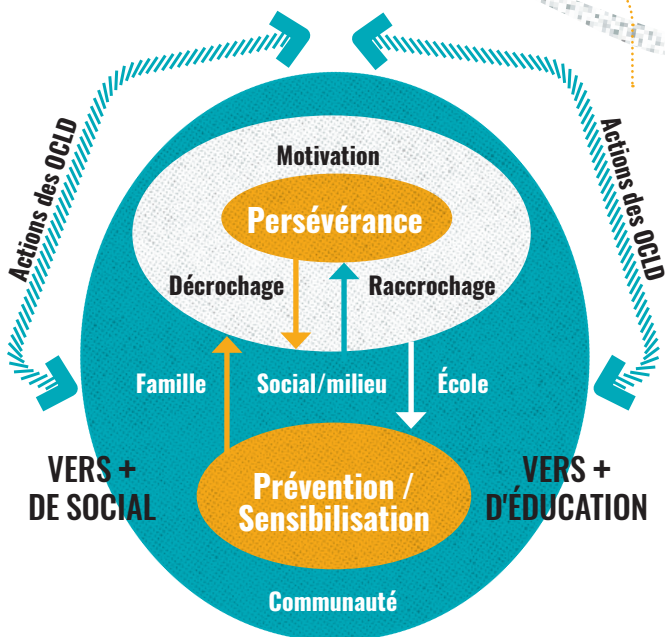 Actions des OCLD
Actions des OCLD
Motivation
Persévérance
Décrochage
Raccrochage
Famille
Social/milieu
École
VERS +
DE SOCIAL
Prévention /
Sensibilisation
VERS +
D'ÉDUCATION
Communauté